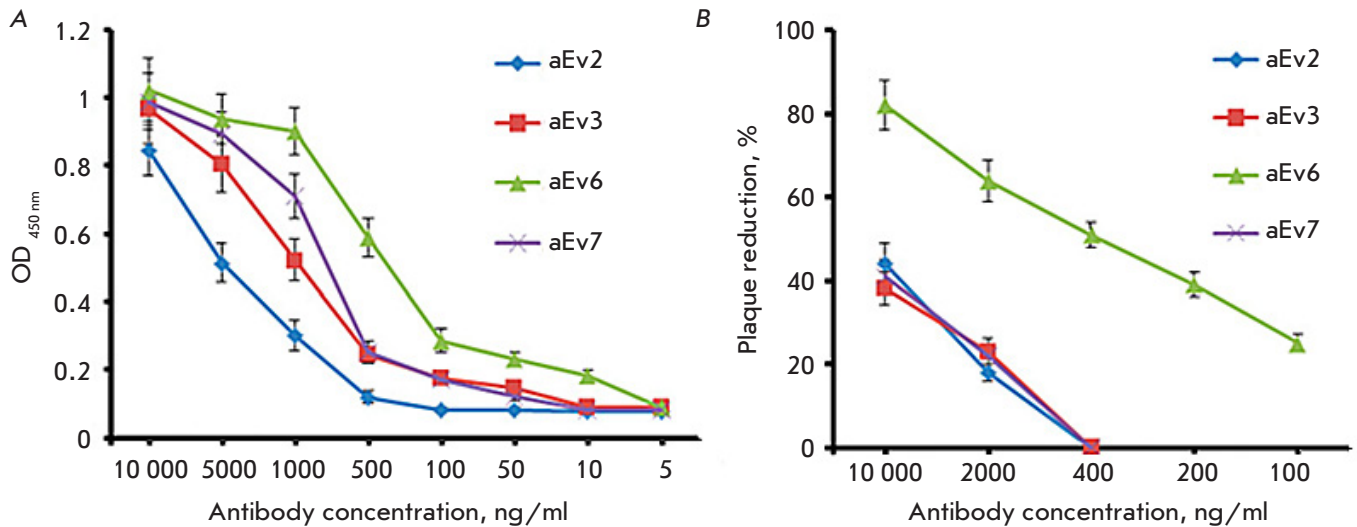 A
OD 450 nm
1.2
1
0.8
0.6
0.4
0.2
0
aEv2
aEv3
aEv6
aEv7
10 000 5000 1000 500 100 50 10 5
Antibody concentration, ng/ml
B
Plaque reduction, %
100
80
60
40
20
0
aEv2
aEv3
aEv6
aEv7
10 000 2000 400 200 100
Antibody concentration, ng/ml